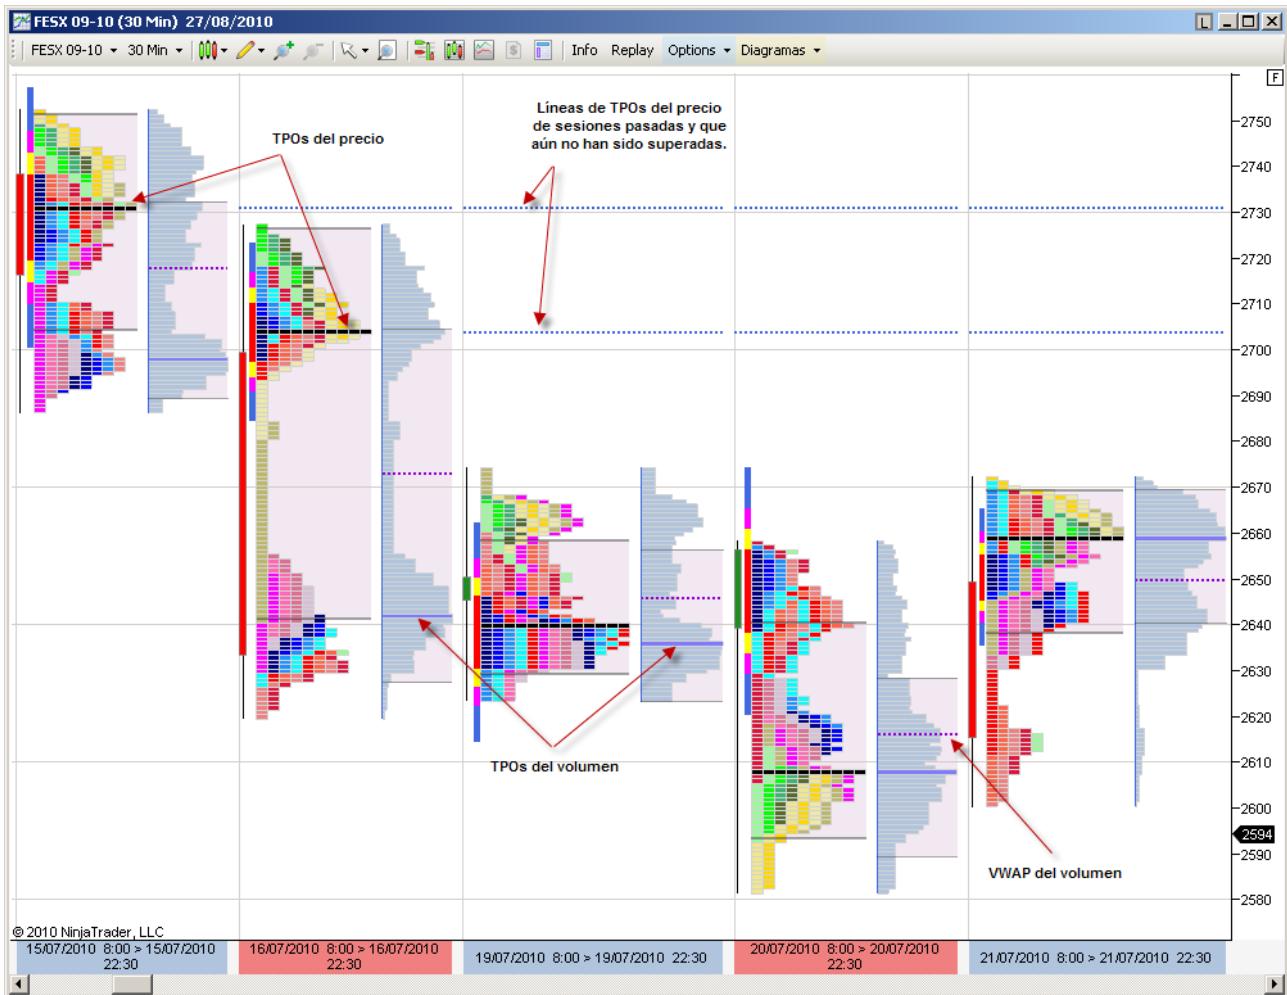 FESX 09-10 (30 Min) 27/08/2010
L
FESX 09-10 30 Min Info Replay Options Diagramas
F
Líneas de TPOs del precio
de sesiones pasadas y que
aún no han sido superadas.
TPOs del precio
2750
2740
2730
2720
2710
2700
2690
2680
2670
2660
2650
2640
2630
2620
2610
2600
2594
2590
2580
TPOs del volumen
VWAP del volumen
© 2010 NinjaTrader, LLC
15/07/2010 8:00 > 15/07/2010
22:30
16/07/2010 8:00 > 16/07/2010
22:30
19/07/2010 8:00 > 19/07/2010 22:30
20/07/2010 8:00 > 20/07/2010
22:30
21/07/2010 8:00 > 21/07/2010 22:30